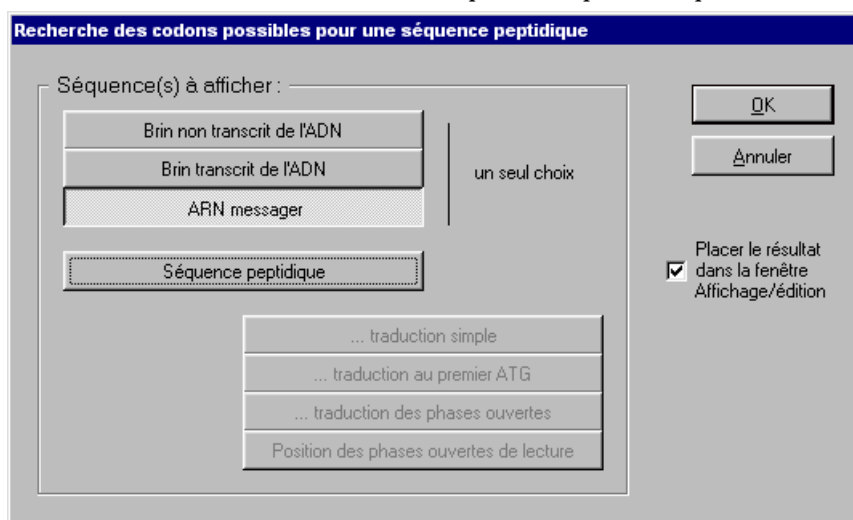 Recherche des codons possibles pour une séquence peptidique
Séquence(s) à afficher :
Brin non transcrit de l'ADN
Brin transcrit de l'ADN
ARN messager
un seul choix
Séquence peptidique
... traduction simple
... traduction au premier ATG
... traduction des phases ouvertes
Position des phases ouvertes de lecture
OK
Annuler
Placer le résultat
dans la fenêtre
Affichage/édition